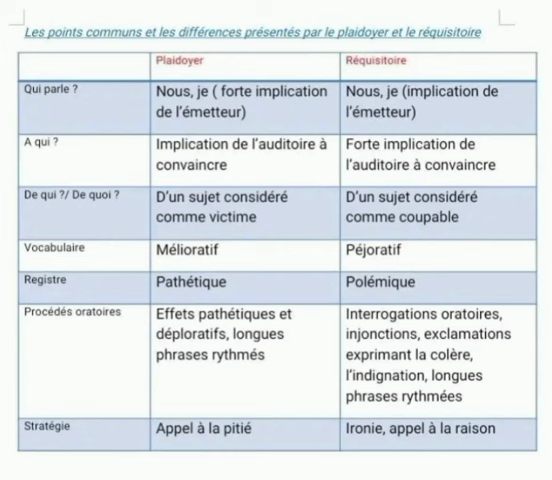 Les points communs et les différences présentés par le plaidoyer et le réquisitoire
Plaidoyer
Réquisitoire
Qui parle ?
Nous, je ( forte implication
de l'émetteur)
Nous, je (implication de
l'émetteur)
A qui ?
Implication de l'auditoire à
convaincre
Forte implication de
l'auditoire à convaincre
De qui ?/ De quoi ?
D'un sujet considéré
comme victime
D'un sujet considéré
comme coupable
Vocabulaire
Mélioratif
Péjoratif
Registre
Pathétique
Polémique
Procédés oratoires
Effets pathétiques et
déploratifs, longues
phrases rythmés
Interrogations oratoires,
injonctions, exclamations
exprimant la colère,
l'indignation, longues
phrases rythmées
Stratégie
Appel à la pitié
Ironie, appel à la raison